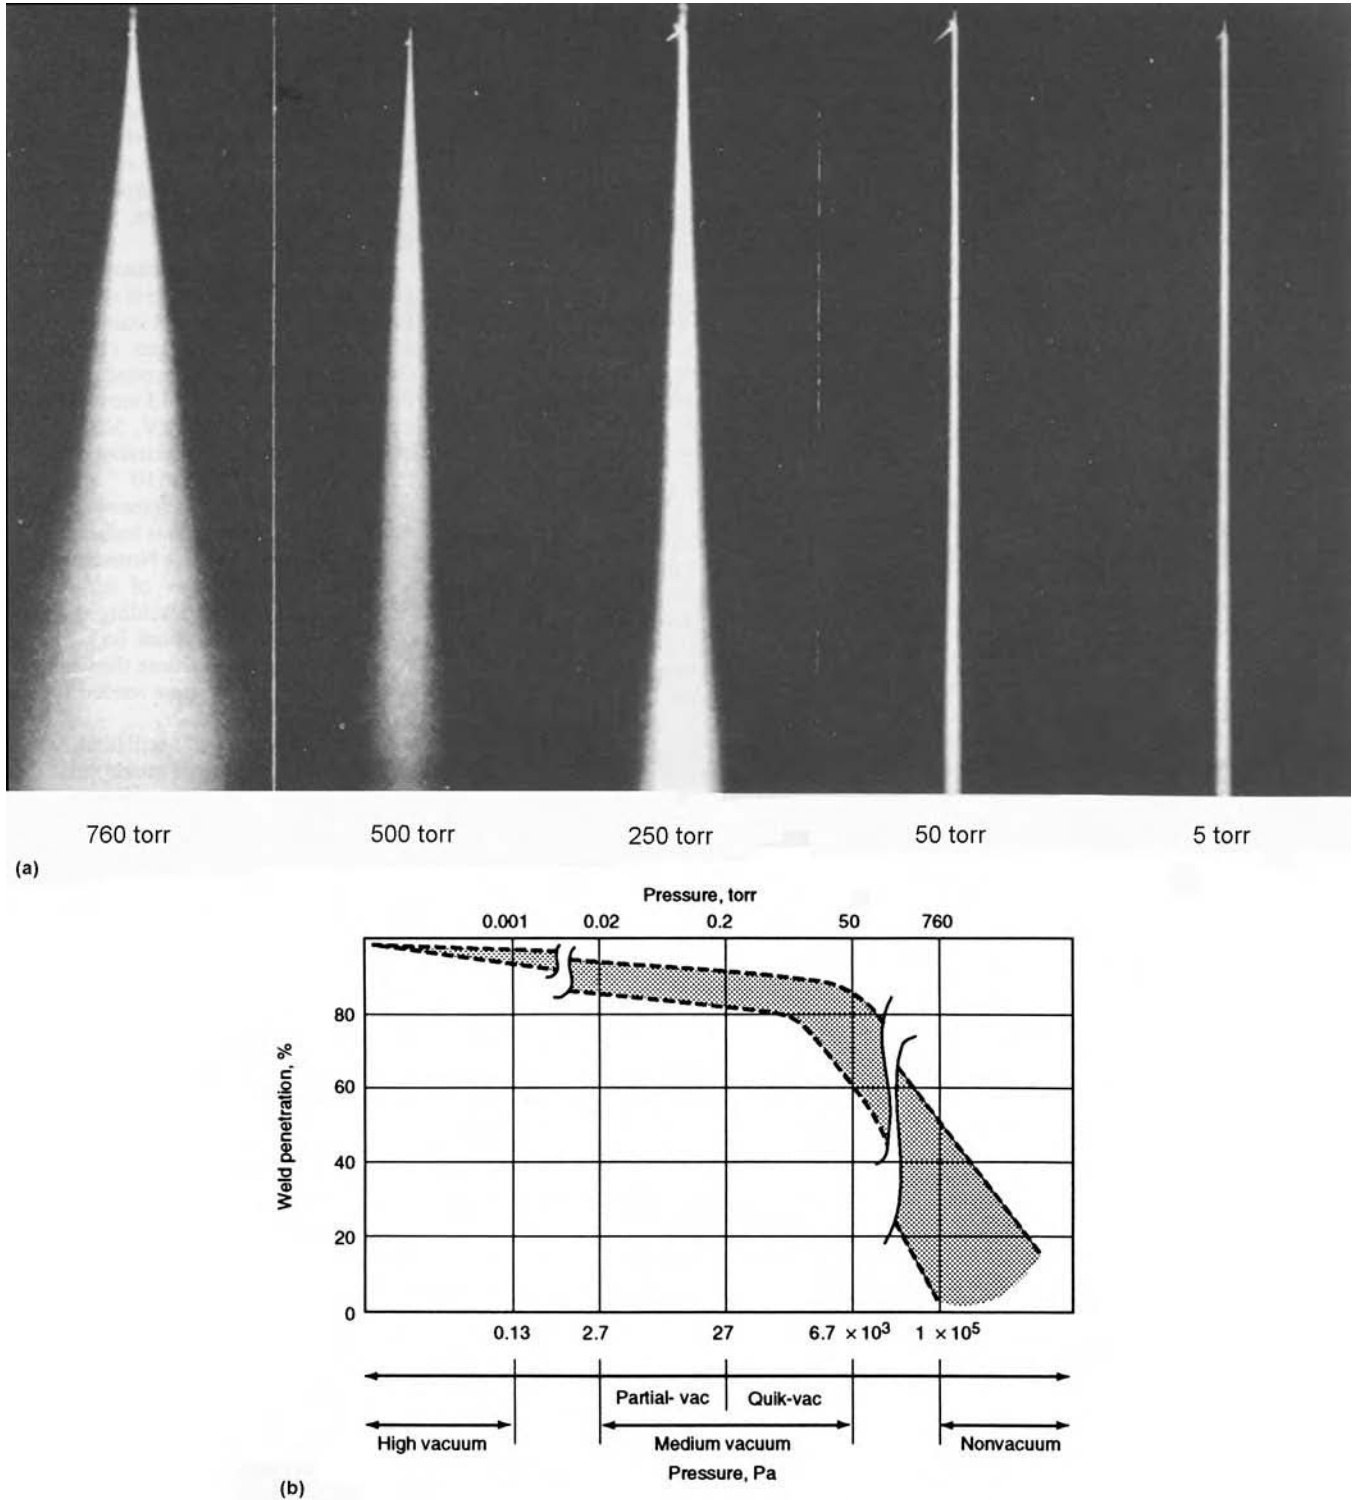 760 torr 500 torr 250 torr 50 torr 5 torr
(a)
Pressure, torr
0.001 0.02 0.2 50 760
Weld penetration, %
80
60
40
20
0
0.13 2.7 27 6.7 × 10³ 1 × 10⁵
Partial- vac Quik-vac
High vacuum Medium vacuum Nonvacuum
Pressure, Pa
(b)